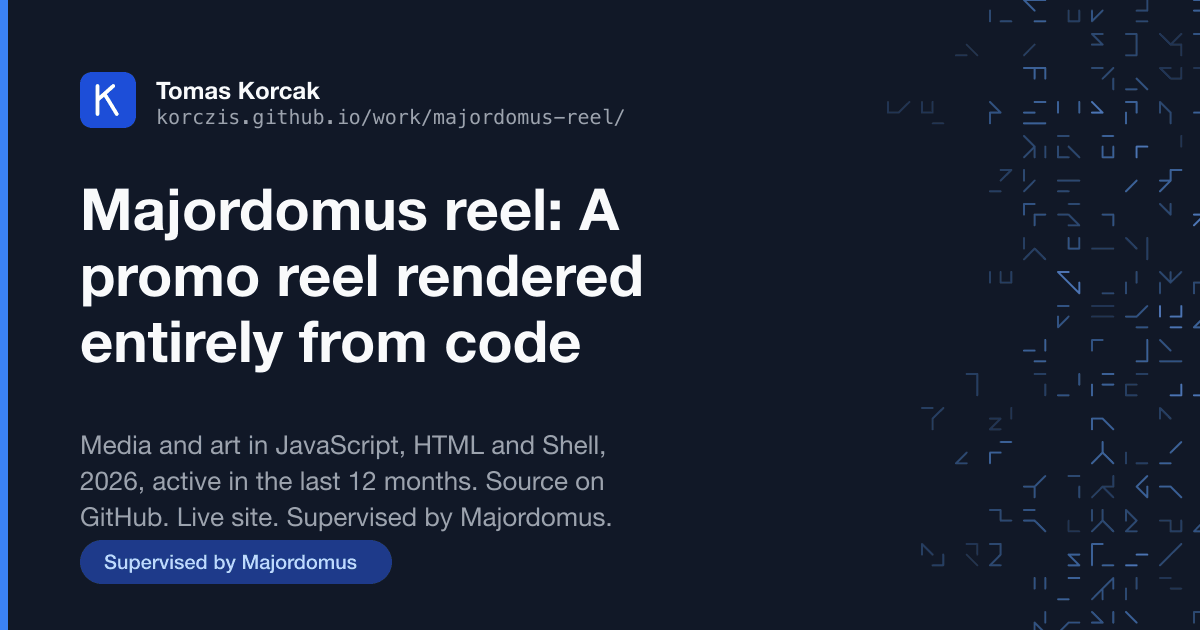 K
Tomas Korcak
korczis.github.io/work/majordomus-reel/
Majordomus reel: A
promo reel rendered
entirely from code
Media and art in JavaScript, HTML and Shell,
2026, active in the last 12 months. Source on
GitHub. Live site. Supervised by Majordomus.
Supervised by Majordomus